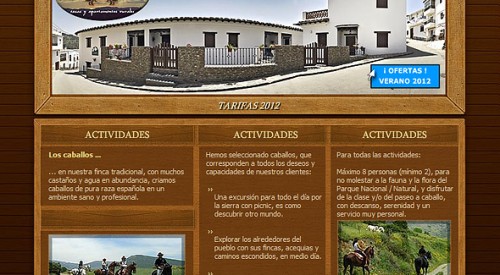 casas y apartamentos rurales
¡ OFERTAS !
VERANO 2012
TARIFAS 2012
ACTIVIDADES
Los caballos ...
... en nuestra finca tradicional, con muchos
castaños y agua en abundancia, criamos
caballos de pura raza española en un
ambiente sano y profesional.
ACTIVIDADES
Hemos seleccionado caballos, que
corresponden a todos los deseos y
capacidades de nuestros clientes:
››
Una excursión para todo el día por
la sierra con picnic, es como
descubrir otro mundo.
››
Explorar los alrededores del
pueblo con sus fincas, acequias y
caminos escondidos, en medio día.
››
ACTIVIDADES
Para todas las actividades:
Máximo 8 personas (mínimo 2), para
no molestar a la fauna y la flora del
Parque Nacional / Natural, y disfrutar
de la clase y/o del paseo a caballo,
con descanso, serenidad y un
servicio muy personal.